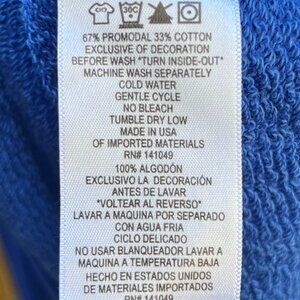 30C
67% PROMODAL 33% COTTON
EXCLUSIVE OF DECORATION
BEFORE WASH "TURN INSIDE-OUT"
MACHINE WASH SEPARATELY
COLD WATER
GENTLE CYCLE
NO BLEACH
TUMBLE DRY LOW
MADE IN USA
OF IMPORTED MATERIALS
RN# 141049
100% ALGODÓN
EXCLUSIVO LA DECORACIÓN
ANTES DE LAVAR
"VOLTEAR AL REVERSO"
LAVAR A MAQUINA POR SEPARADO
CON AGUA FRIA
CICLO DELICADO
NO USAR BLANQUEADOR LAVAR A
MAQUINA A TEMPERATURA BAJA
HECHO EN ESTADOS UNIDOS
DE MATERIALES IMPORTADOS
RN# 141049